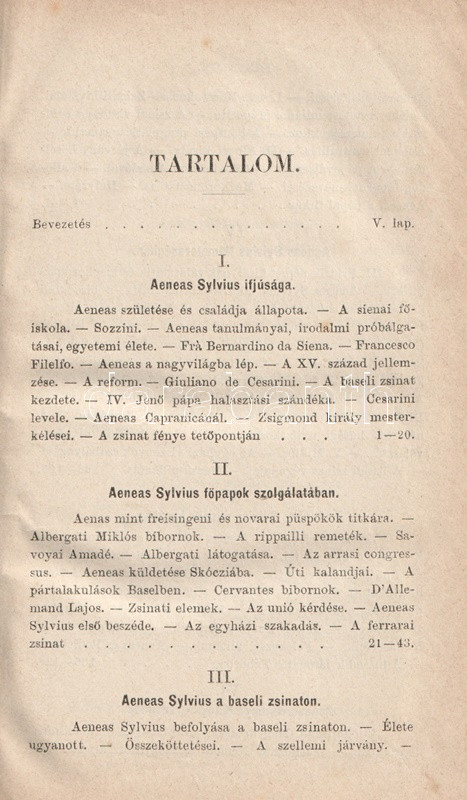 TARTALOM.
Bevezetés . . . . . . . . . . . . . . V. lap.
I.
Aeneas Sylvius ifjúsága.
Aeneas születése és családja állapota. — A sienai fő-
iskola. — Sozzini. — Aeneas tanulmányai, irodalmi próbálga-
tásai, egyetemi élete. — Frà Bernardino da Siena. — Francesco
Filelfo. — Aeneas a nagyvilágba lép. — A XV. század jellem-
zése. — A reform. — Giuliano de Cesarini. — A baseli zsinat
kezdete. — IV. Jenő pápa halasztási szándéka. — Cesarini
levele. — Aeneas Capranicánál. — Zsigmond király mester-
kélései. — A zsinat fénye tetőpontján . . . 1—20.
II.
Aeneas Sylvius főpapok szolgálatában.
Aenas mint freisingeni és novarai püspökök titkára. —
Albergati Miklós bibornok. — A rippailli remeték. — Sa-
voyai Amadé. — Albergati látogatása. — Az arrasi congres-
sus. — Aeneas küldetése Skócziába. — Úti kalandjai. — A
pártalakulások Baselben. — Cervantes bibornok. — D'Alle-
mand Lajos. — Zsinati elemek. — Az unió kérdése. — Aeneas
Sylvius első beszéde. — Az egyházi szakadás. — A ferrarai
zsinat . . . . . . . . . . . . 21—43.
III.
Aeneas Sylvius a baseli zsinaton.
Aeneas Sylvius befolyása a baseli zsinaton. — Élete
ugyanott. — Összeköttetései. — A szellemi járvány. —